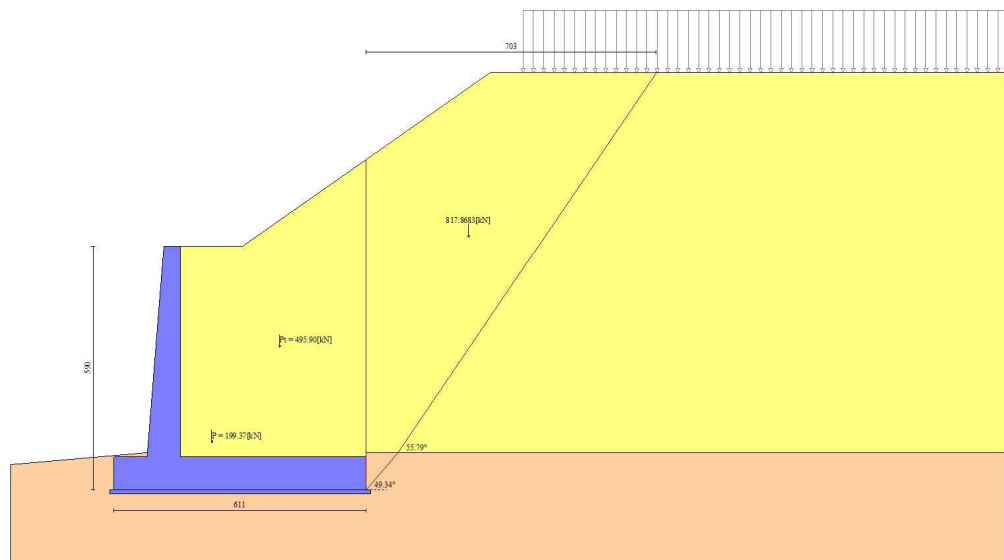 703
817.8683[kN]
Pt = 495.90[kN]
590
P = 199.37[kN]
55.79°
49.34°
611